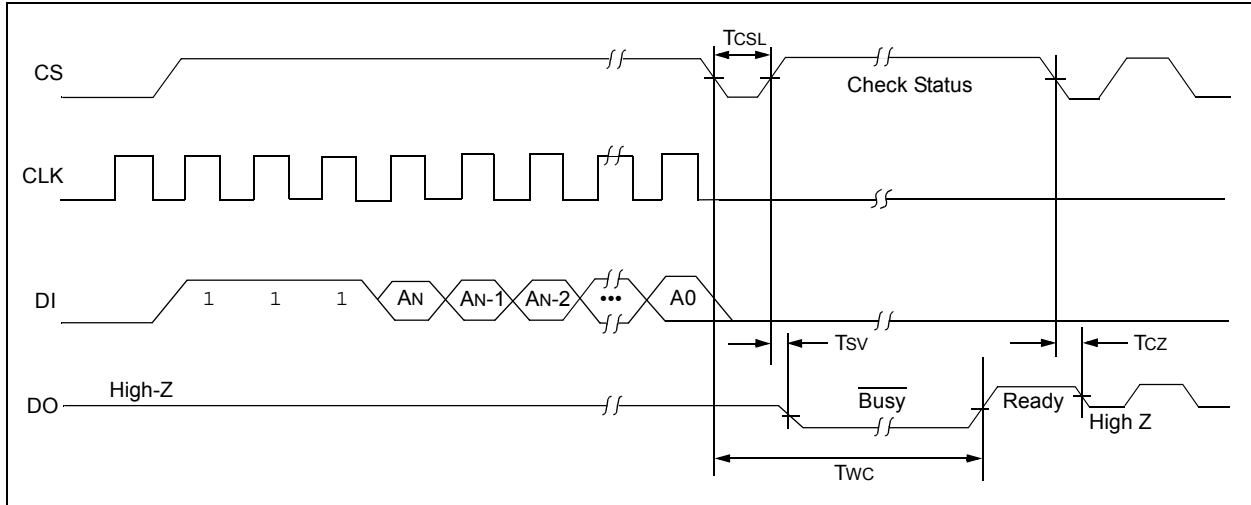 TCSL
CS
Check Status
CLK
DI
1 1 1 AN AN-1 AN-2 ••• A0
TSV
TCZ
High-Z
DO
Busy
Ready
High Z
TWC